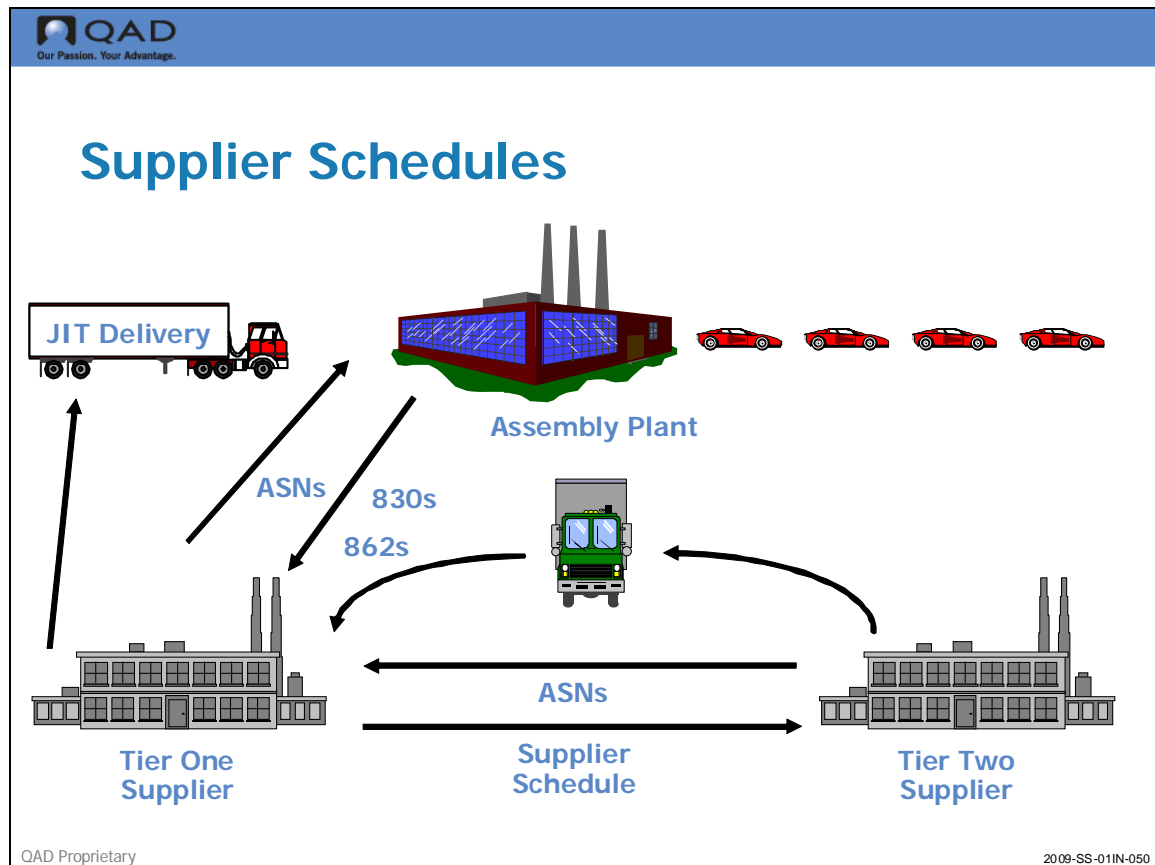 QAD
Our Passion. Your Advantage.
Supplier Schedules
JIT Delivery
Assembly Plant
ASNs
830s
862s
ASNs
Supplier
Schedule
Tier One
Supplier
Tier Two
Supplier
QAD Proprietary
2009-SS-01IN-050